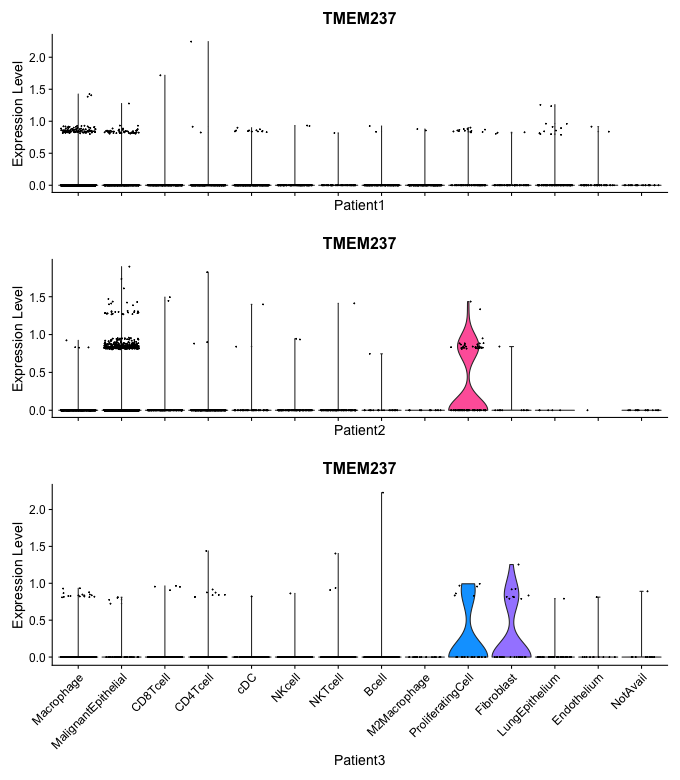 TMEM237
Expression Level
2.0
1.5
1.0
0.5
0.0
Patient1
TMEM237
Expression Level
1.5
1.0
0.5
0.0
Patient2
TMEM237
Expression Level
2.0
1.5
1.0
0.5
0.0
Macrophage
MalignantEpithelial
CD8Tcell
CD4Tcell
cDC
NKcell
NKTcell
Bcell
M2Macrophage
ProliferatingCell
Fibroblast
LungEpithelium
Endothelium
NotAvail
Patient3